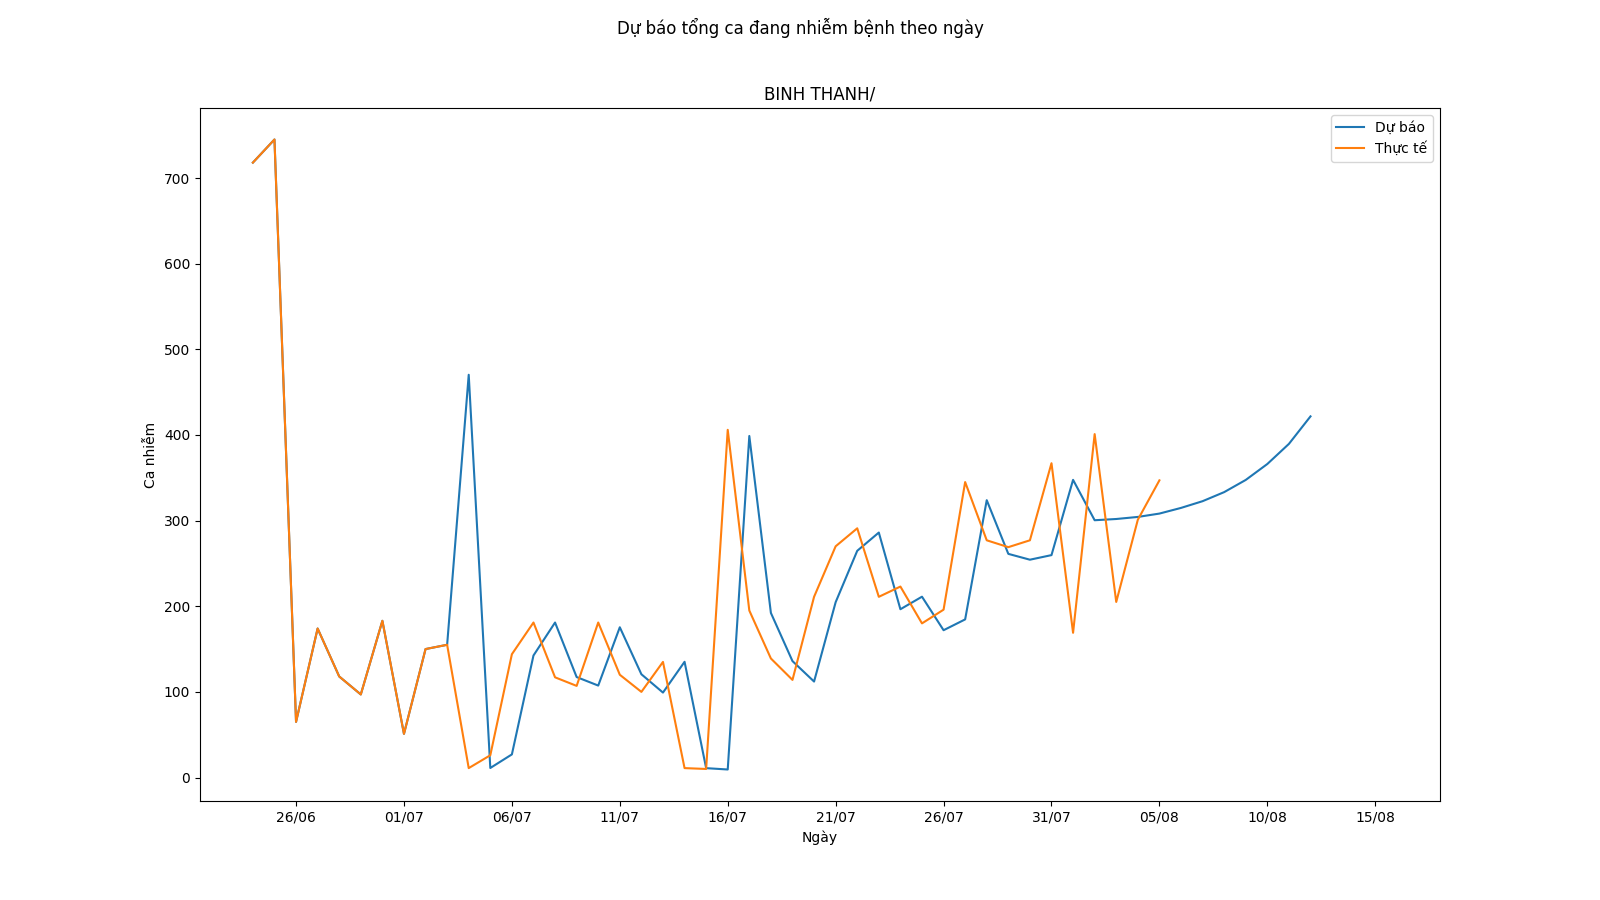 Dự báo tổng ca đang nhiễm bệnh theo ngày
BINH THANH/
Dự báo
Thực tế
Ca nhiễm
700
600
500
400
300
200
100
0
26/06 01/07 06/07 11/07 16/07 21/07 26/07 31/07 05/08 10/08 15/08
Ngày